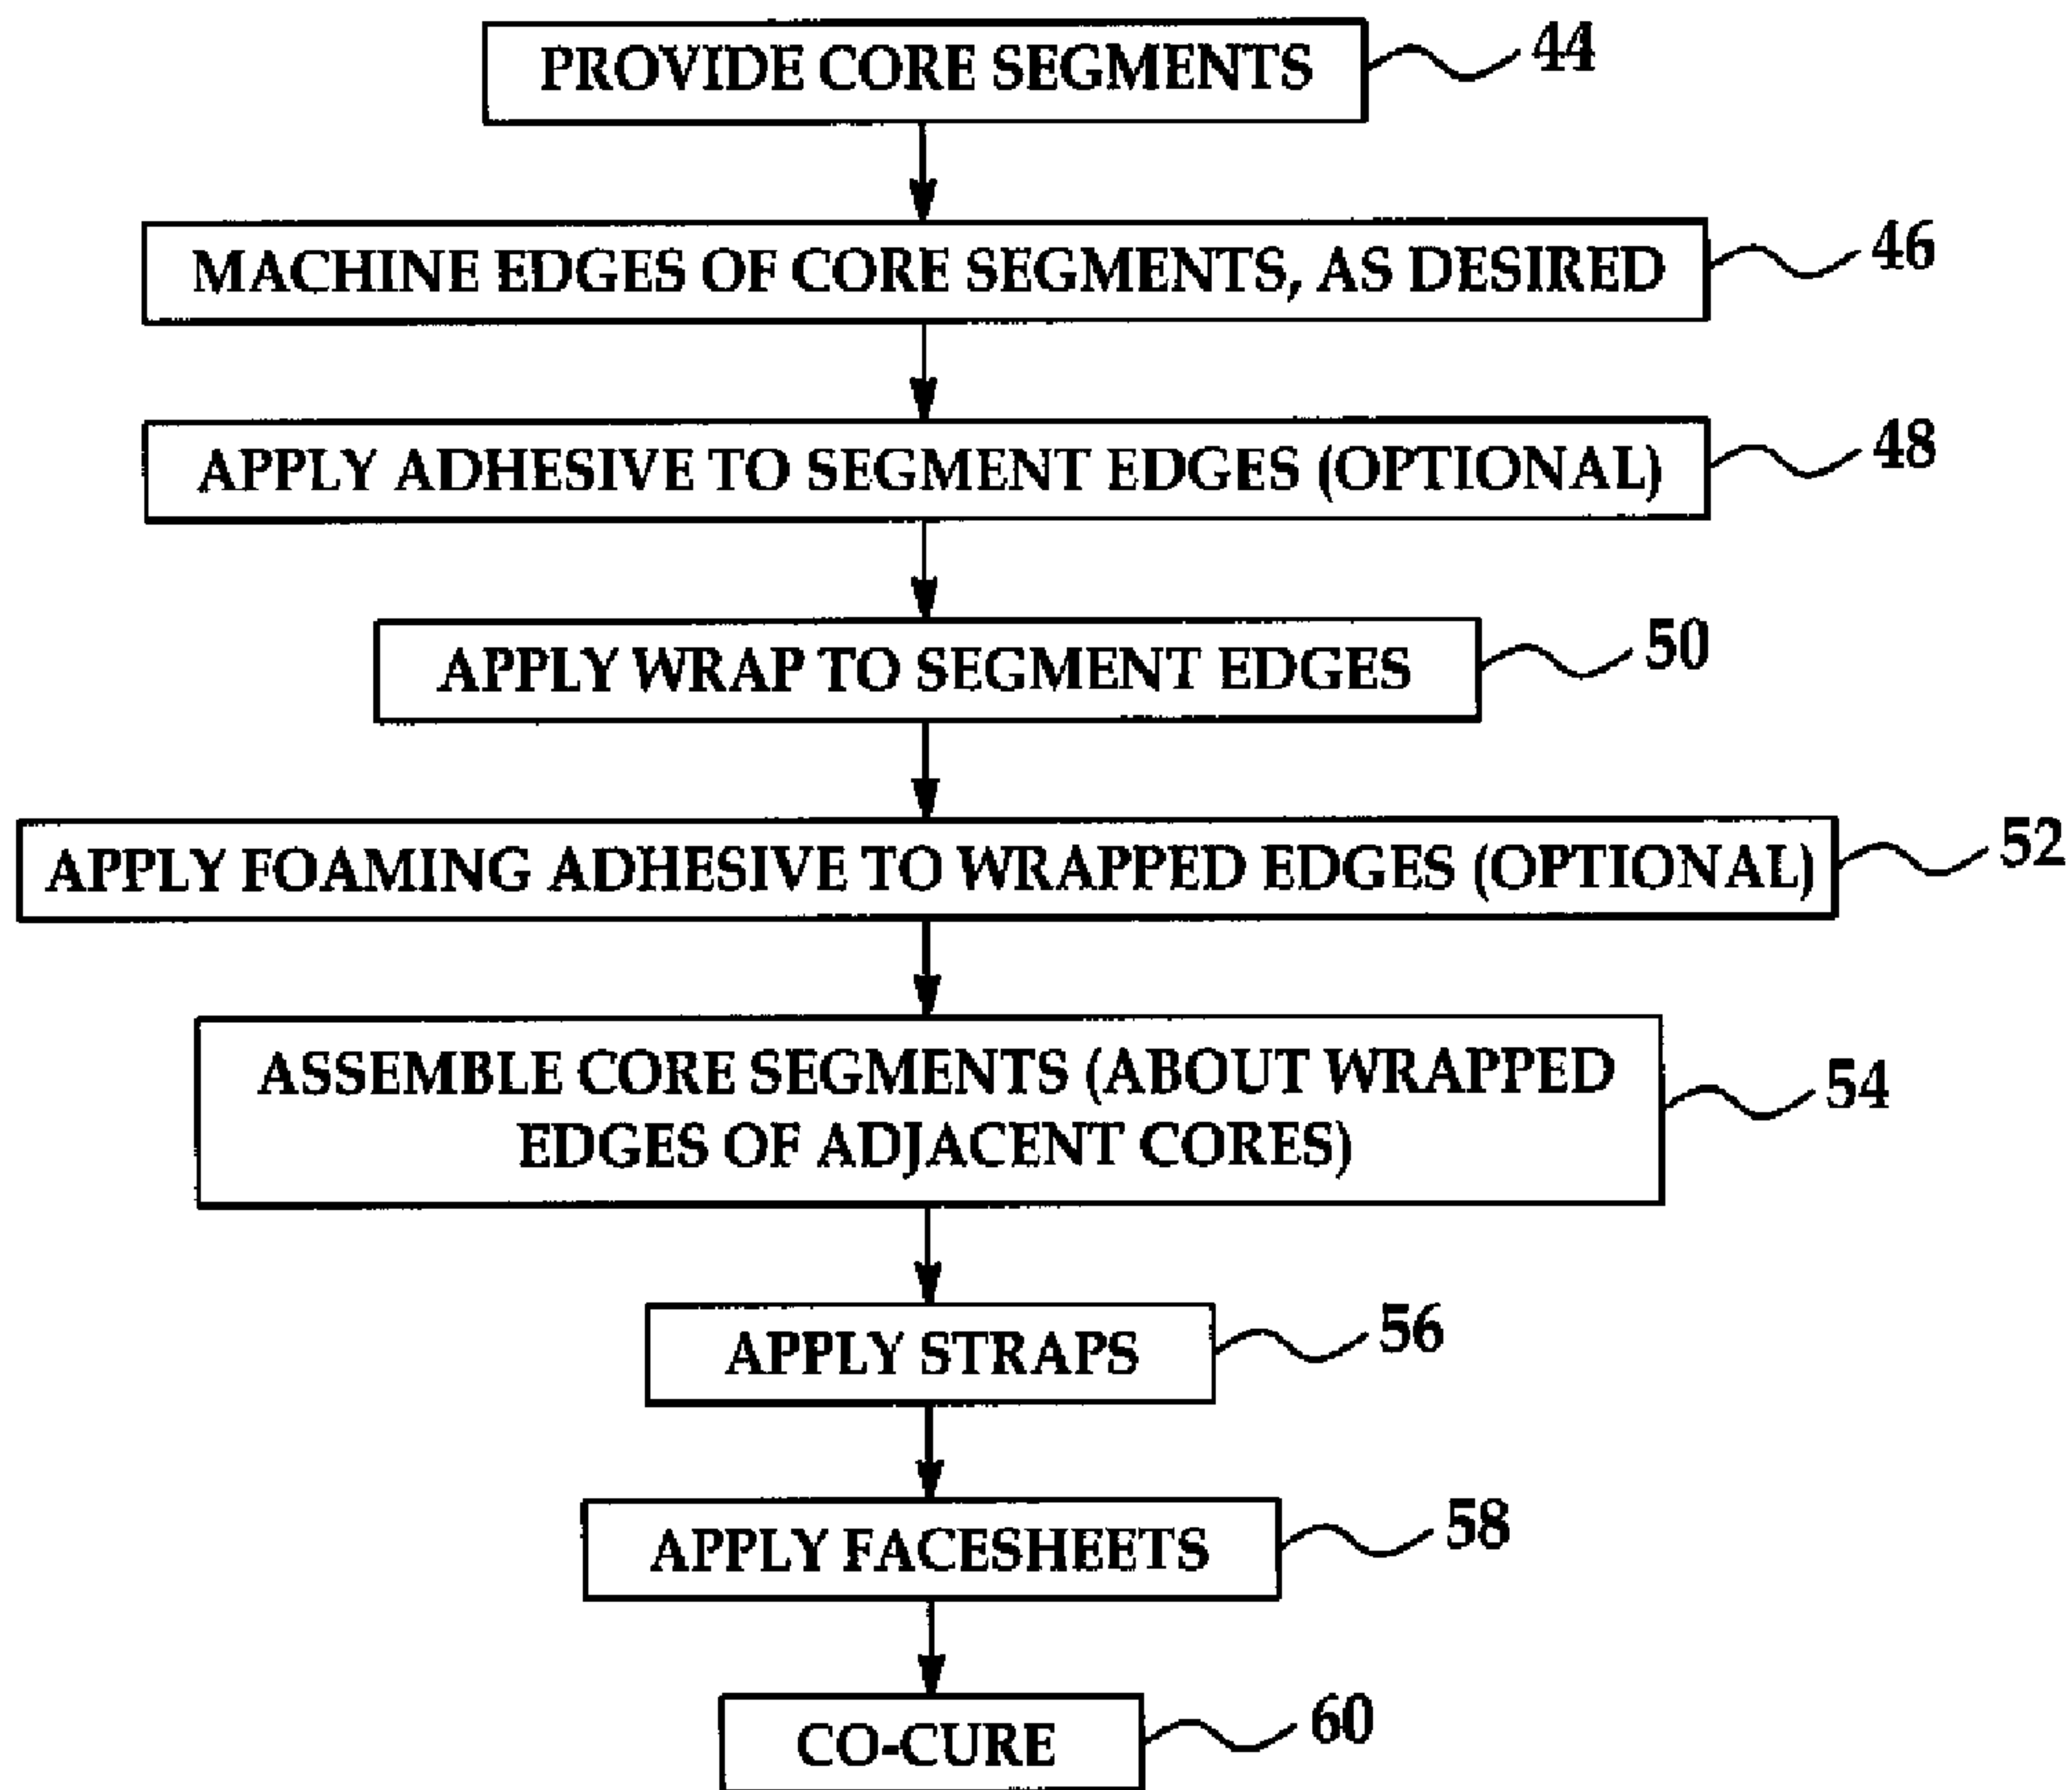 PROVIDE CORE SEGMENTS 44
MACHINE EDGES OF CORE SEGMENTS, AS DESIRED 46
APPLY ADHESIVE TO SEGMENT EDGES (OPTIONAL) 48
APPLY WRAP TO SEGMENT EDGES 50
APPLY FOAMING ADHESIVE TO WRAPPED EDGES (OPTIONAL) 52
ASSEMBLE CORE SEGMENTS (ABOUT WRAPPED
EDGES OF ADJACENT CORES) 54
APPLY STRAPS 56
APPLY FACESHEETS 58
CO-CURE 60